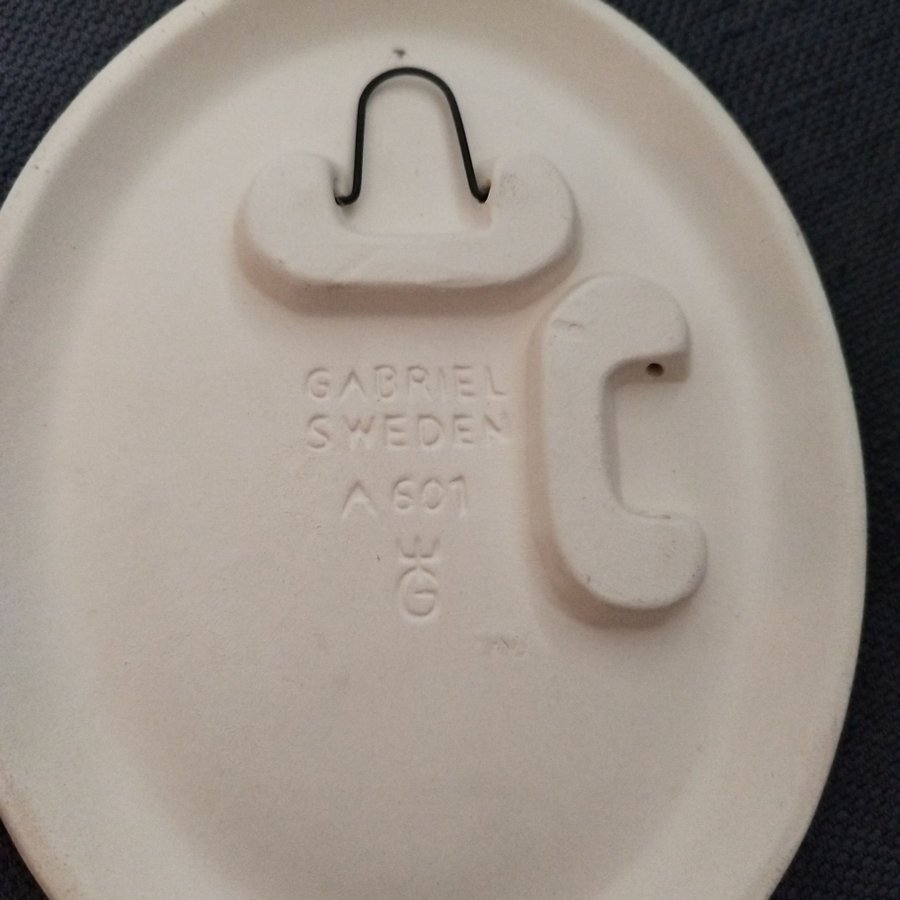 GABRIEL
SWEDEN
A 601
G